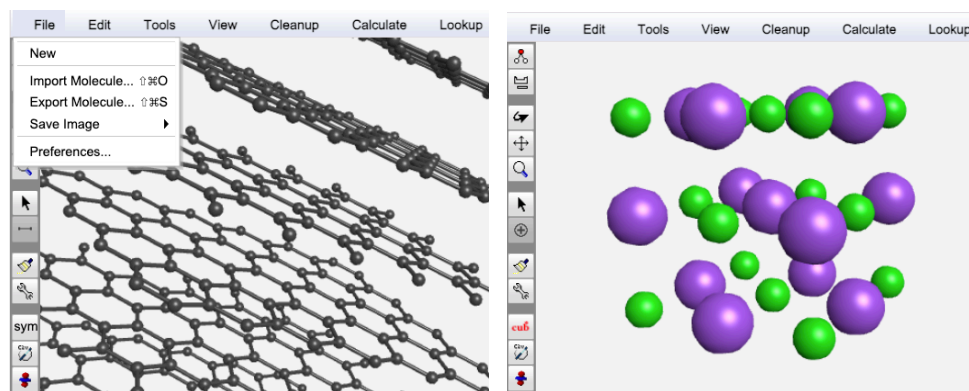 File Edit Tools View Cleanup Calculate Lookup
New
Import Molecule... ⇧⌘O
Export Molecule... ⇧⌘S
Save Image
Preferences...
sym
File Edit Tools View Cleanup Calculate Lookup
cub